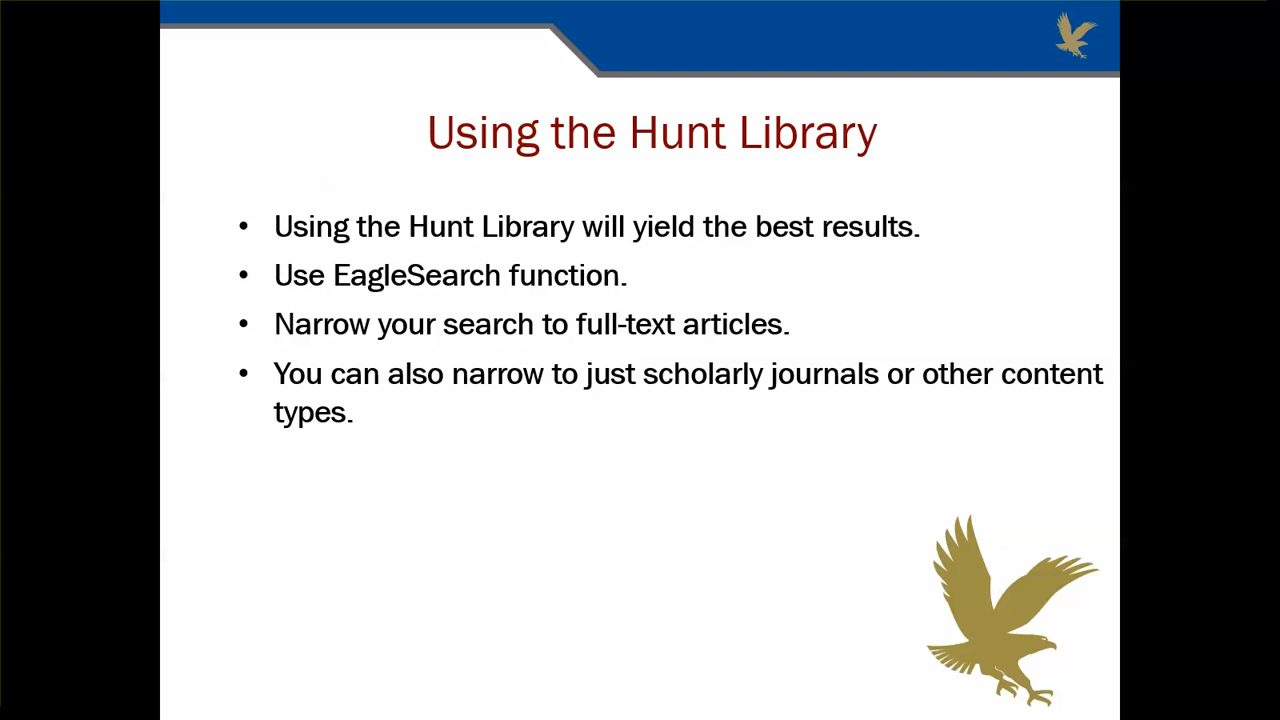 Using the Hunt Library
• Using the Hunt Library will yield the best results.
• Use EagleSearch function.
• Narrow your search to full-text articles.
• You can also narrow to just scholarly journals or other content
types.